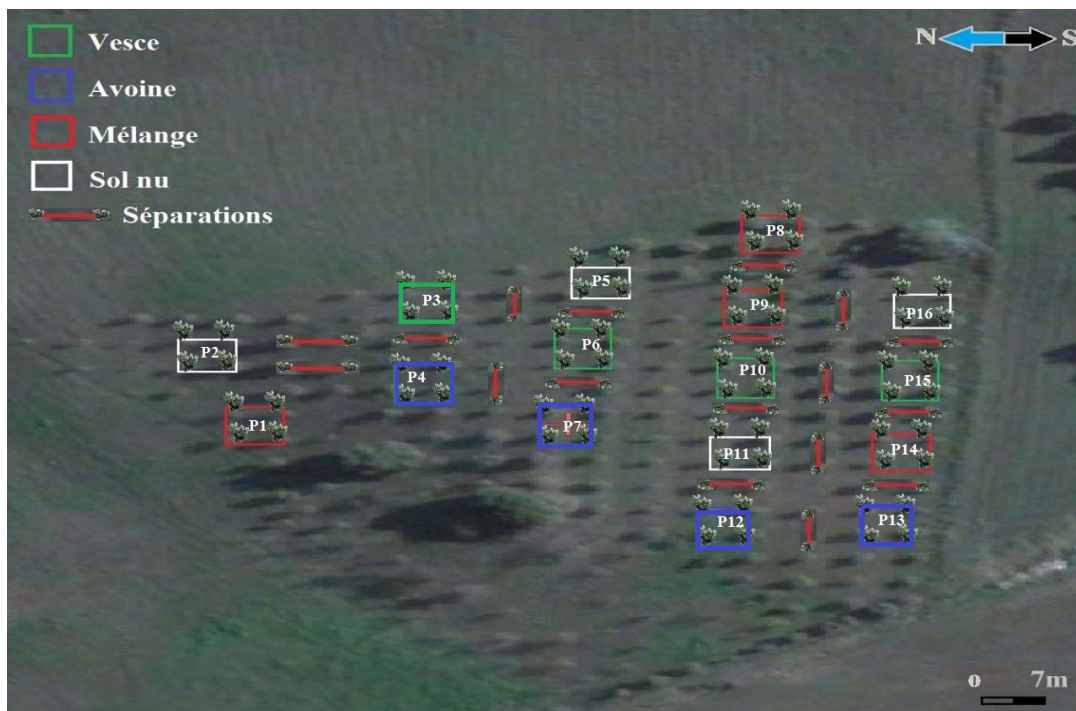 Vesce
Avoine
Mélange
Sol nu
Séparations
N S
P8
P5
P3
P9
P16
P2
P6
P4
P10
P15
P1
P7
P11
P14
P12
P13
0 7m